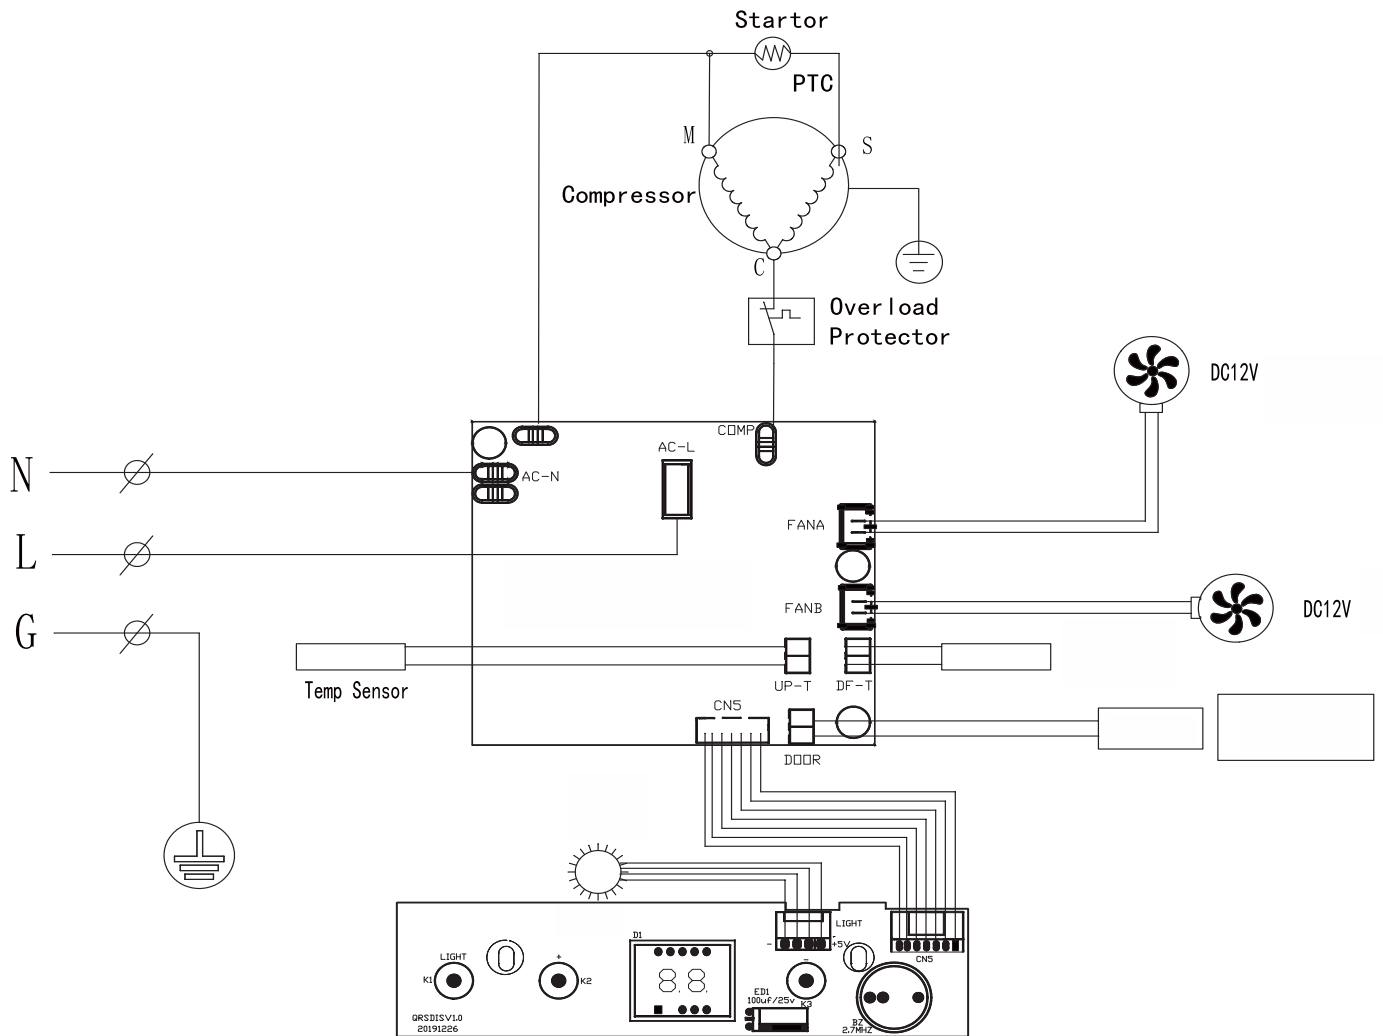 Startor
PTC
M
S
Compressor
C
Overload
Protector
DC12V
COMP
AC-L
N
AC-N
FANA
L
FANB
DC12V
G
Temp Sensor
UP-T
DF-T
CN5
DOOR
LIGHT
D1
- +5V
-
LIGHT
+
-
CN5
K1
K2
8.8.
ED1
100uf/25v
K3
QRSDISV1.0
20191226
BZ
2.7MHZ